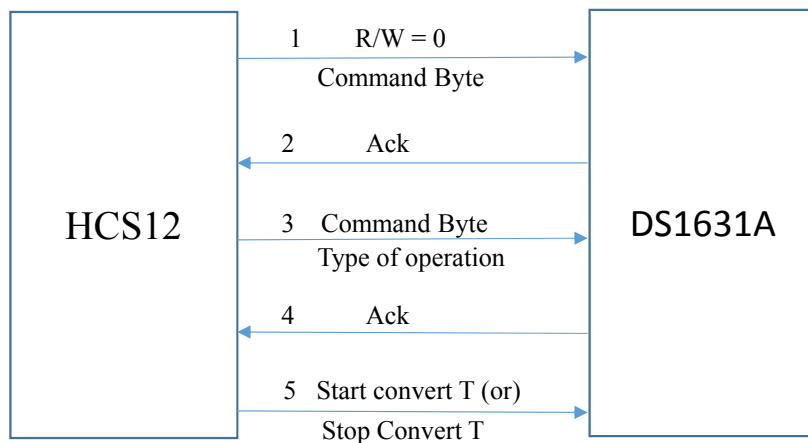 1 R/W = 0
Command Byte
2 Ack
HCS12
DS1631A
3 Command Byte
Type of operation
4 Ack
5 Start convert T (or)
Stop Convert T